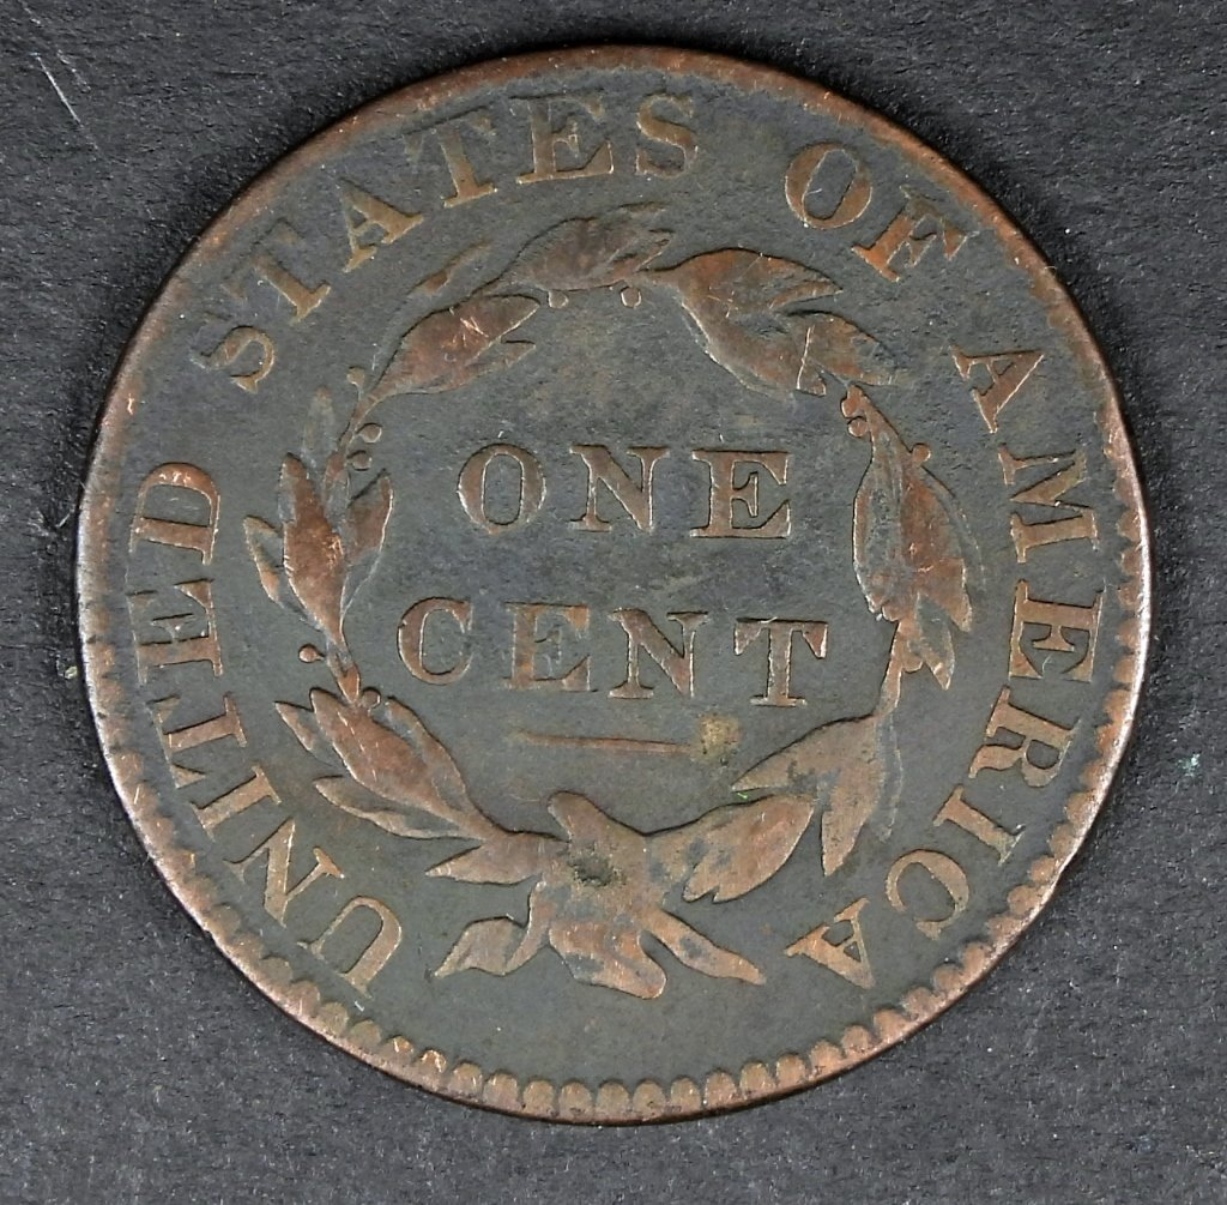 UNITED STATES OF AMERICA
ONE
CENT